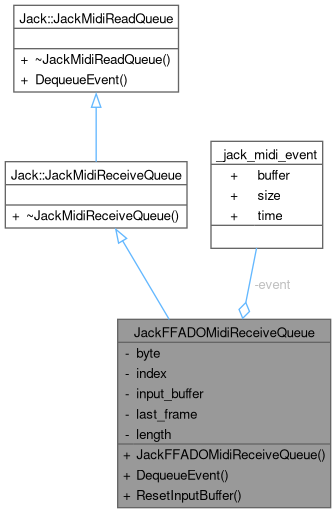 Jack::JackMidiReadQueue
+ ~JackMidiReadQueue()
+ DequeueEvent()
Jack::JackMidiReceiveQueue
+ ~JackMidiReceiveQueue()
_jack_midi_event
+ buffer
+ size
+ time
-event
JackFFADOMidiReceiveQueue
- byte
- index
- input_buffer
- last_frame
- length
+ JackFFADOMidiReceiveQueue()
+ DequeueEvent()
+ ResetInputBuffer()